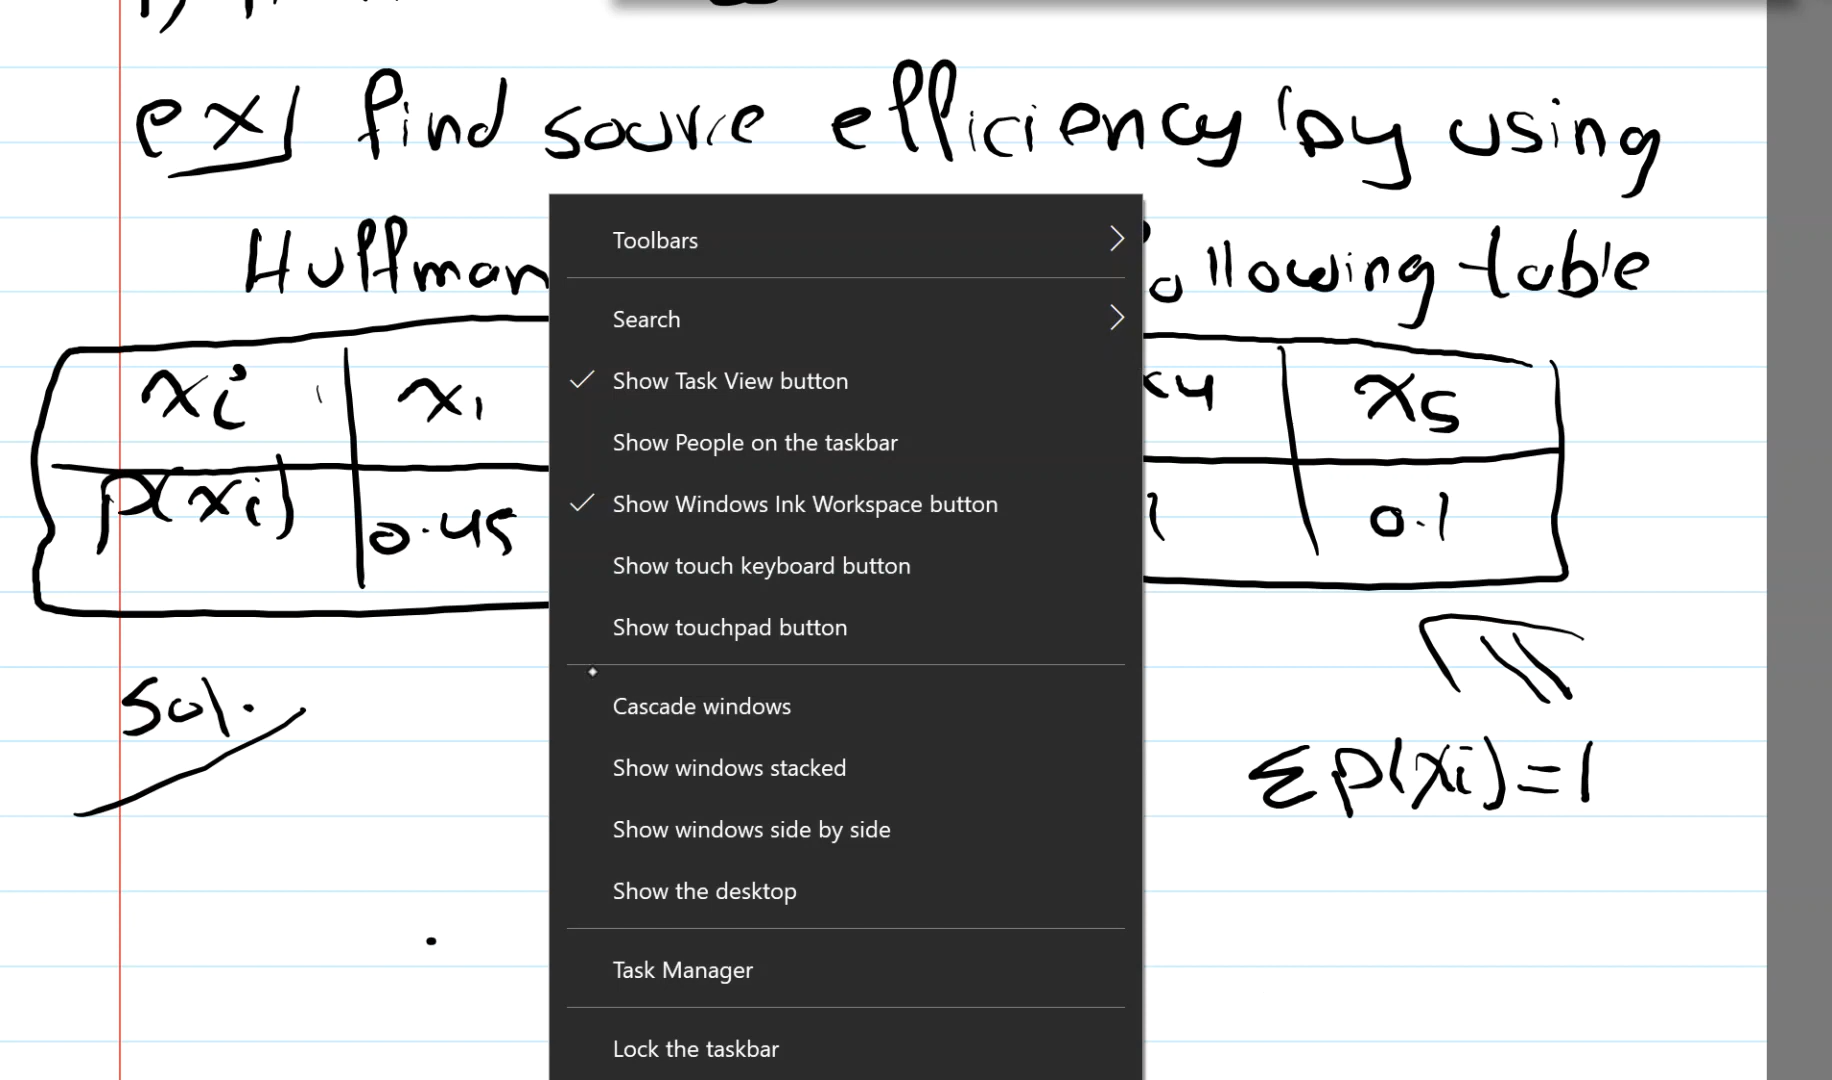 ex/ find source efficiency by using
Huffman
ollowing table
xi x1 x4 x5
p(xi) 0.45 1 0.1
Sol.
Σ p(xi) = 1
Toolbars
Search
Show Task View button
Show People on the taskbar
Show Windows Ink Workspace button
Show touch keyboard button
Show touchpad button
Cascade windows
Show windows stacked
Show windows side by side
Show the desktop
Task Manager
Lock the taskbar